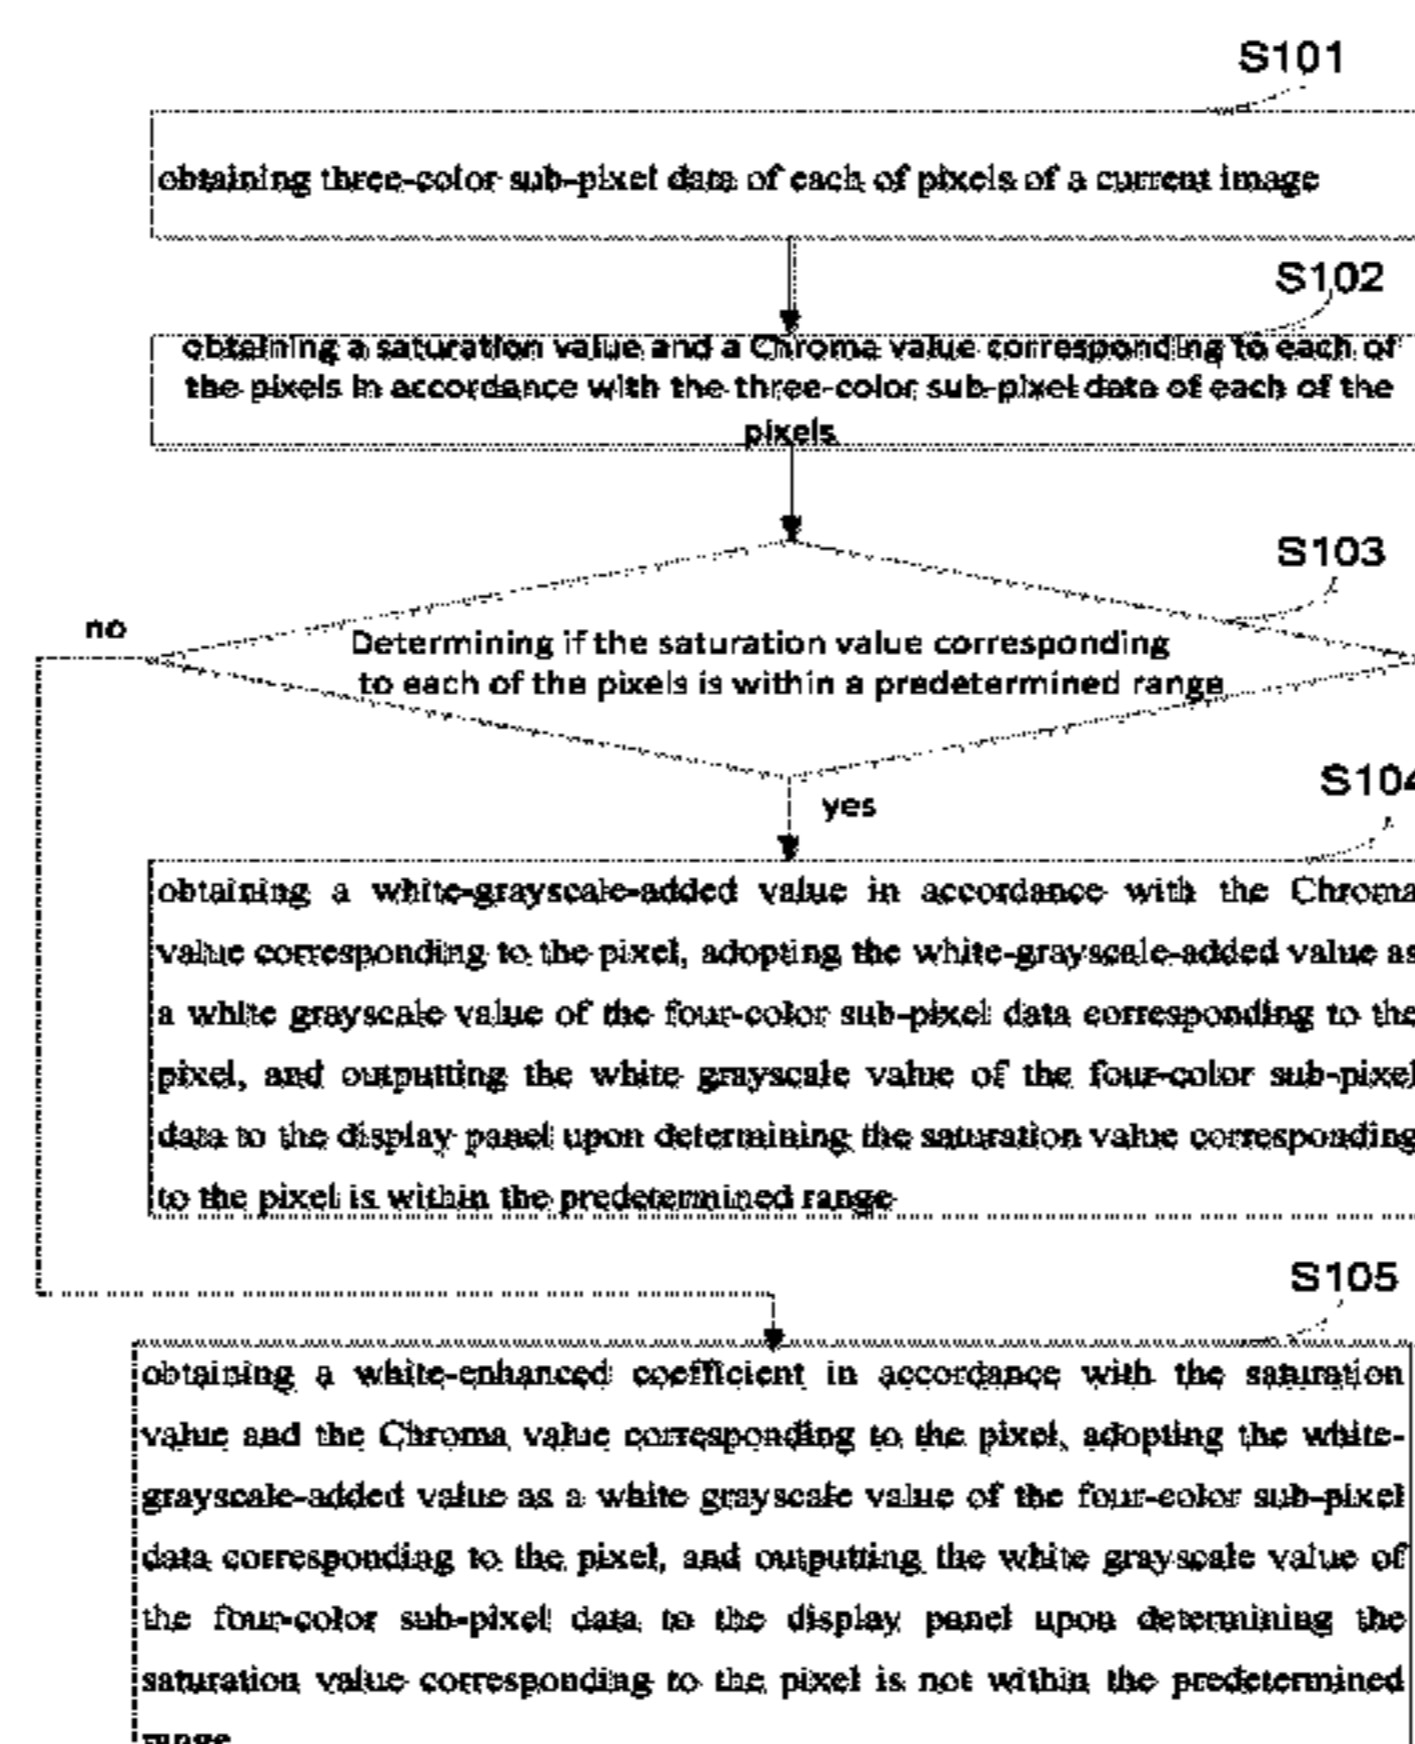 S101
obtaining three-color sub-pixel data of each of pixels of a current image
S102
obtaining a saturation value and a Chroma value corresponding to each of
the pixels in accordance with the three-color sub-pixel data of each of the
pixels
S103
no
Determining if the saturation value corresponding
to each of the pixels is within a predetermined range
yes
S104
obtaining a white-grayscale-added value in accordance with the Chroma
value corresponding to the pixel, adopting the white-grayscale-added value as
a white grayscale value of the four-color sub-pixel data corresponding to the
pixel, and outputting the white grayscale value of the four-color sub-pixel
data to the display panel upon determining the saturation value corresponding
to the pixel is within the predetermined range
S105
obtaining a white-enhanced coefficient in accordance with the saturation
value and the Chroma value corresponding to the pixel, adopting the white-
grayscale-added value as a white grayscale value of the four-color sub-pixel
data corresponding to the pixel, and outputting the white grayscale value of
the four-color sub-pixel data to the display panel upon determining the
saturation value corresponding to the pixel is not within the predetermined
range